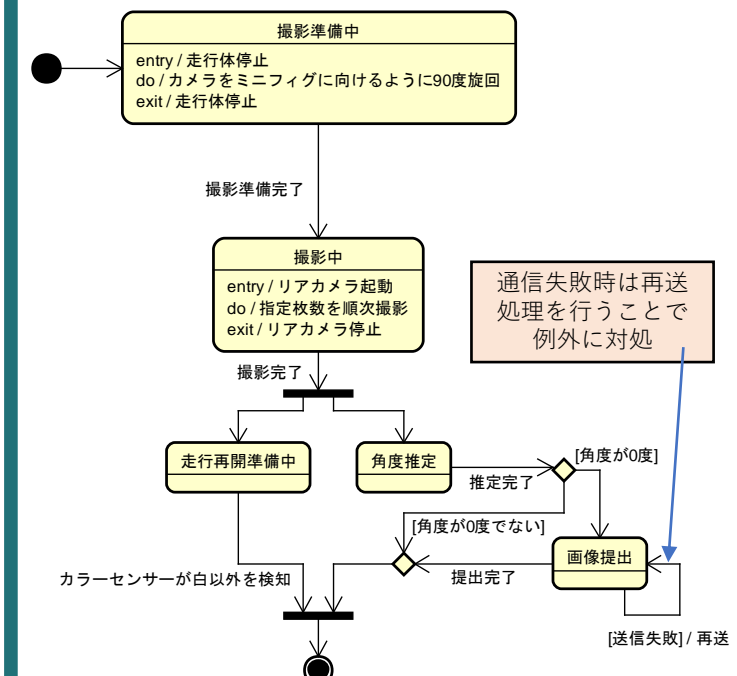 撮影準備中
entry / 走行体停止
do / カメラをミニフィグに向けるように90度旋回
exit / 走行体停止
撮影準備完了
撮影中
entry / リアカメラ起動
do / 指定枚数を順次撮影
exit / リアカメラ停止
通信失敗時は再送
処理を行うことで
例外に対処
撮影完了
走行再開準備中
角度推定
[角度が0度]
推定完了
[角度が0度でない]
画像提出
カラーセンサーが白以外を検知
提出完了
[送信失敗] / 再送